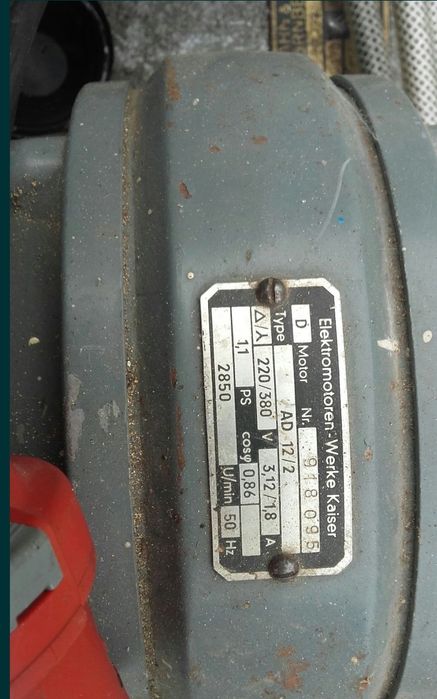 Elektromotoren-Werke Kaiser
D Motor Nr. 918 095
Type AD 12/2
△/⅄ 220/380 V 3,12/1,8 A
1,1 PS cosφ 0,86
2850 U/min 50 Hz